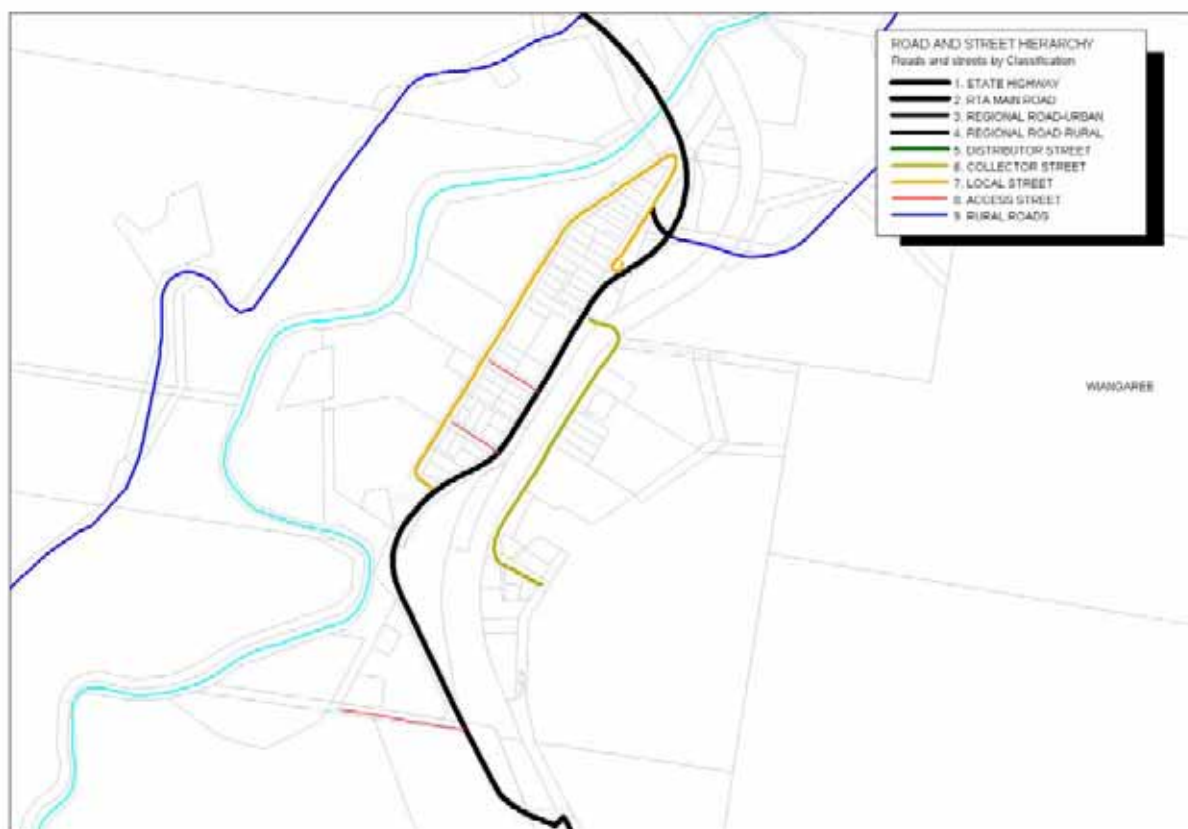 ROAD AND STREET HIERARCHY
Roads and streets by Classification
1. STATE HIGHWAY
2. RTA MAIN ROAD
3. REGIONAL ROAD-URBAN
4. REGIONAL ROAD-RURAL
5. DISTRIBUTOR STREET
6. COLLECTOR STREET
7. LOCAL STREET
8. ACCESS STREET
9. RURAL ROADS
WIANGAREE